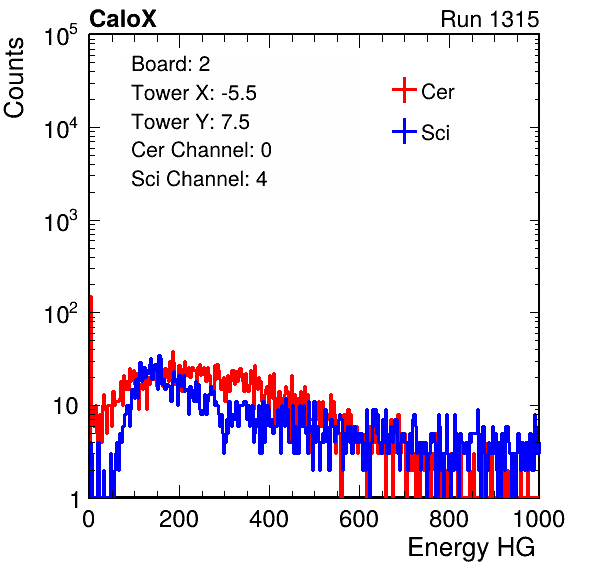 CaloX Run 1315
Counts
Board: 2
Tower X: -5.5
Tower Y: 7.5
Cer Channel: 0
Sci Channel: 4
Cer
Sci
10^5
10^4
10^3
10^2
10
1
0 200 400 600 800 1000
Energy HG